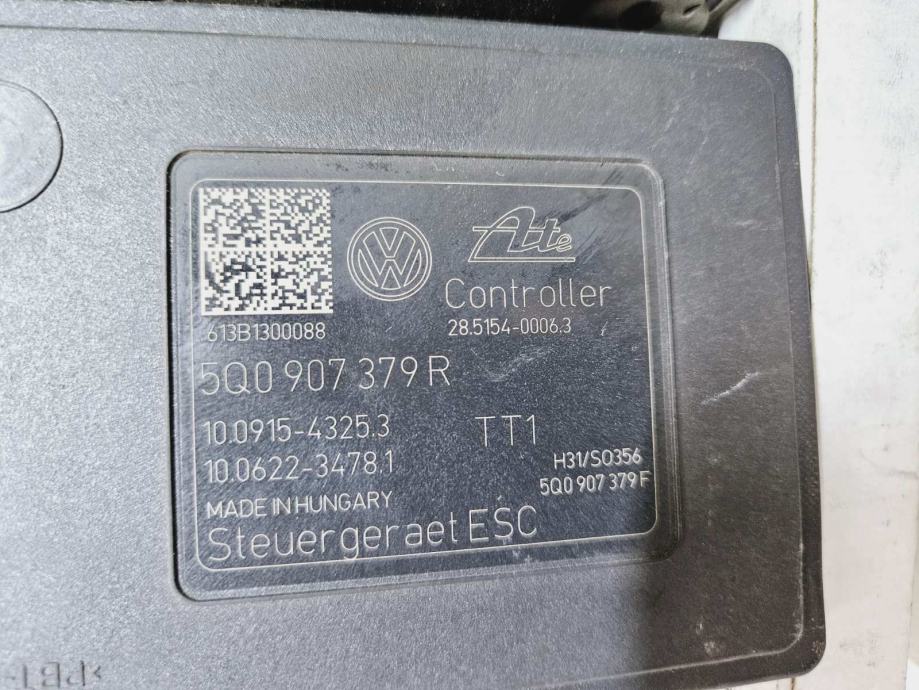 Ate
Controller
613B1300088
28.5154-0006.3
5Q0 907 379 R
10.0915-4325.3
TT1
10.0622-3478.1
H31/S0356
5Q0 907 379 F
MADE IN HUNGARY
Steuergeraet ESC